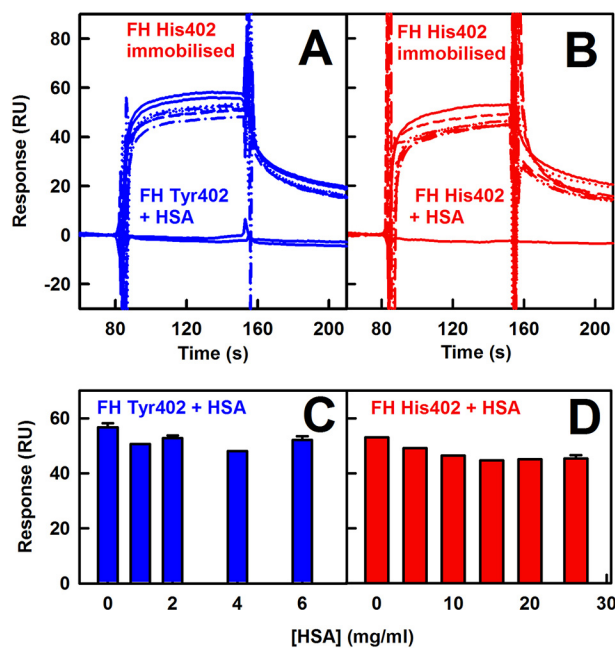 FH His402
immobilised
A
FH His402
immobilised
B
Response (RU)
80
60
40
20
0
-20
FH Tyr402
+ HSA
FH His402
+ HSA
80 120 160 200
80 120 160 200
Time (s)
Time (s)
FH Tyr402 + HSA
C
FH His402 + HSA
D
Response (RU)
60
40
20
0
0 2 4 6
0 10 20 30
[HSA] (mg/ml)